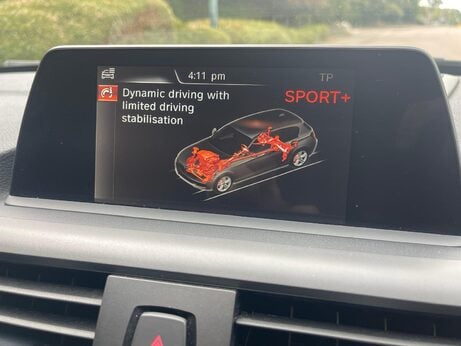 4:11 pm
TP
Dynamic driving with
limited driving
stabilisation
SPORT+